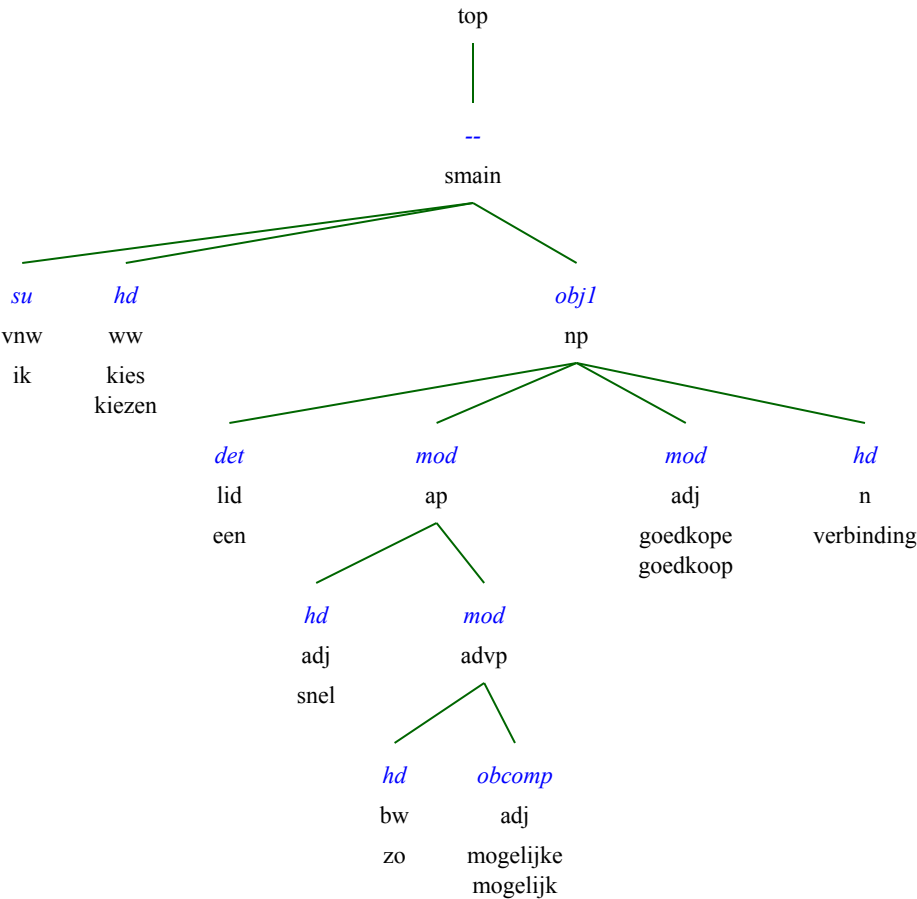 top
--
smain
su hd obj1
vnw ww np
ik kies
kiezen
det mod mod hd
lid ap adj n
een goedkope verbinding
goedkoop
hd mod
adj advp
snel
hd obcomp
bw adj
zo mogelijke
mogelijk